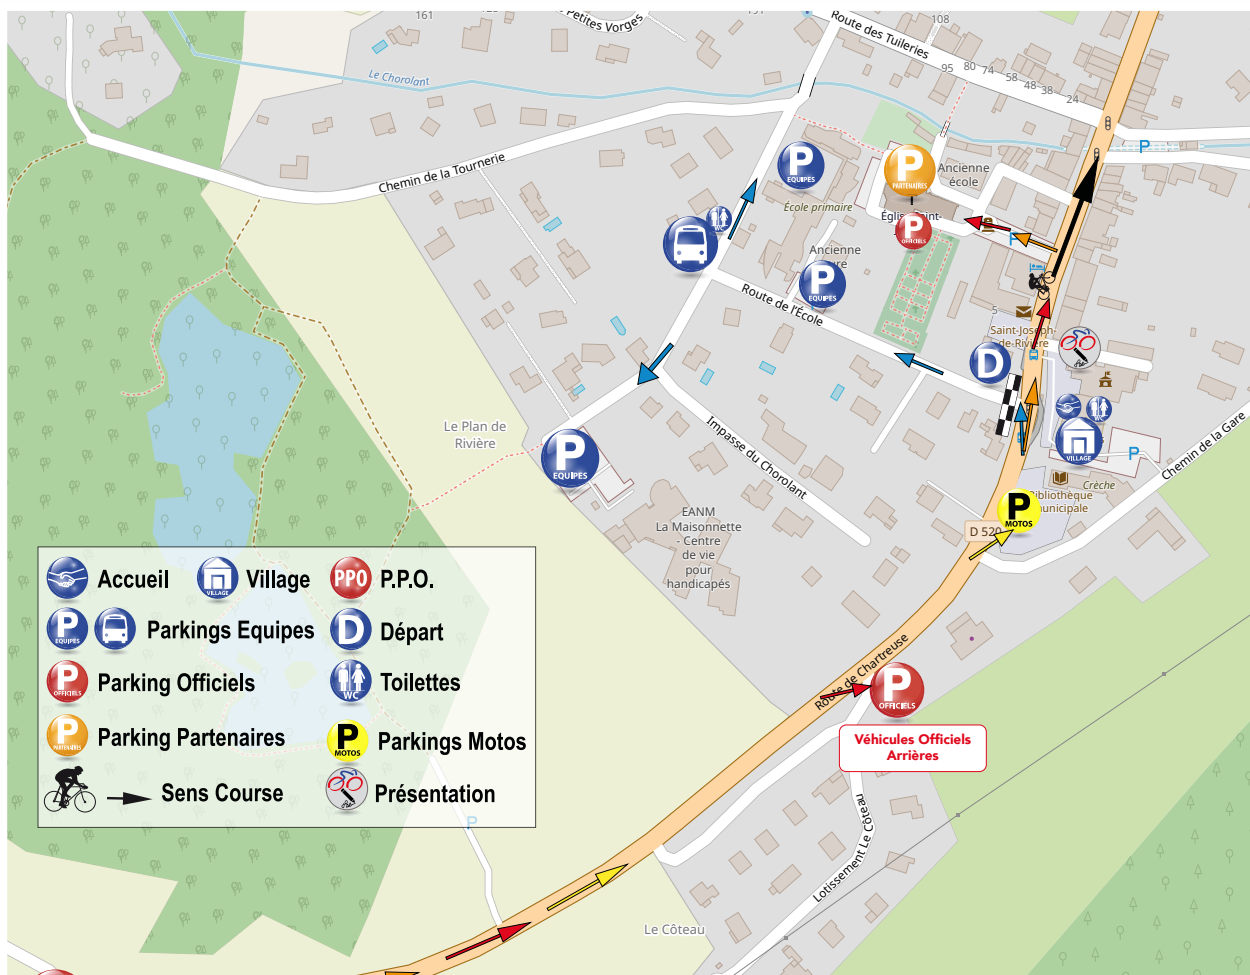 161
Petites Vorges
Route des Tuileries
108
95
80
74
58
48
38
24
Le Chorolant
Chemin de la Tournerie
P
P
EQUIPES
P
PARTENAIRES
Ancienne
école
École primaire
P
OFFICIELS
P
WC
Ancienne
P
EQUIPES
Route de l'École
5
Saint-Joseph-
de-Rivière
D
Le Plan de
Rivière
P
EQUIPES
Impasse du Chorolant
VILLAGE
P
Chemin de la Gare
Crèche
Bibliothèque
municipale
P
MOTOS
D 520
EANM
La Maisonnette
- Centre
de vie
pour
handicapés
Route de Chartreuse
P
OFFICIELS
Véhicules Officiels
Arrières
Lotissement Le Côteau
Le Côteau
P
Accueil
VILLAGE
Village
PPO
P.P.O.
P
EQUIPES
Parkings Equipes
D
Départ
P
OFFICIELS
Parking Officiels
WC
Toilettes
P
PARTENAIRES
Parking Partenaires
P
MOTOS
Parkings Motos
Sens Course
Présentation